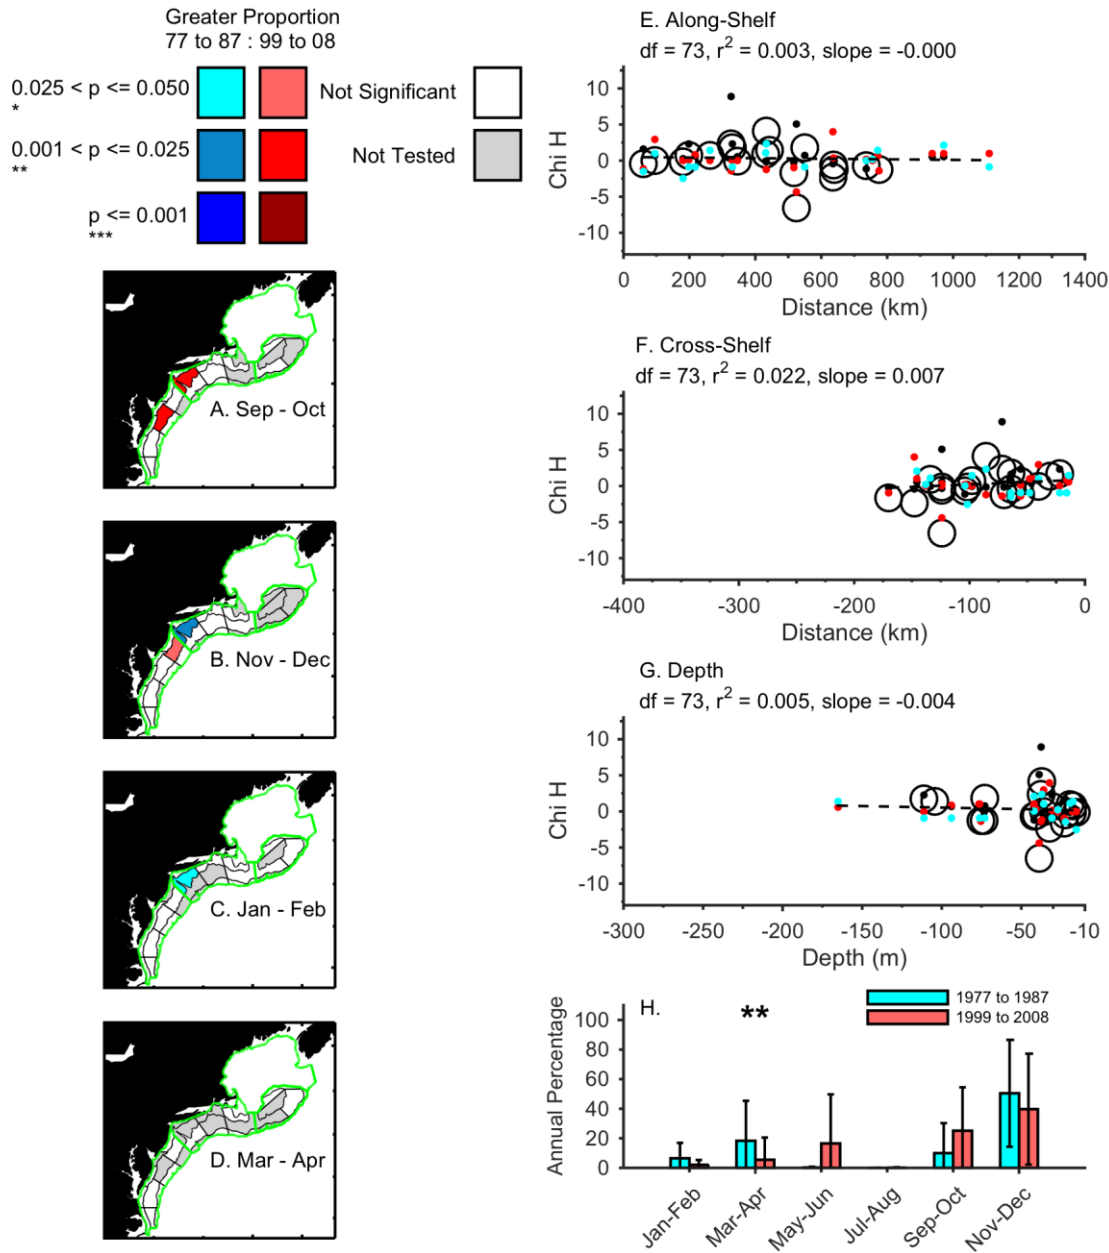 Greater Proportion
77 to 87 : 99 to 08
0.025 < p <= 0.050
*
0.001 < p <= 0.025
**
p <= 0.001
***
Not Significant
Not Tested
A. Sep - Oct
B. Nov - Dec
C. Jan - Feb
D. Mar - Apr
E. Along-Shelf
df = 73, r² = 0.003, slope = -0.000
Chi H
10
5
0
-5
-10
0 200 400 600 800 1000 1200 1400
Distance (km)
F. Cross-Shelf
df = 73, r² = 0.022, slope = 0.007
Chi H
10
5
0
-5
-10
-400 -300 -200 -100 0
Distance (km)
G. Depth
df = 73, r² = 0.005, slope = -0.004
Chi H
10
5
0
-5
-10
-300 -250 -200 -150 -100 -50 -10
Depth (m)
H.
**
1977 to 1987
1999 to 2008
Annual Percentage
100
80
60
40
20
0
Jan-Feb
Mar-Apr
May-Jun
Jul-Aug
Sep-Oct
Nov-Dec